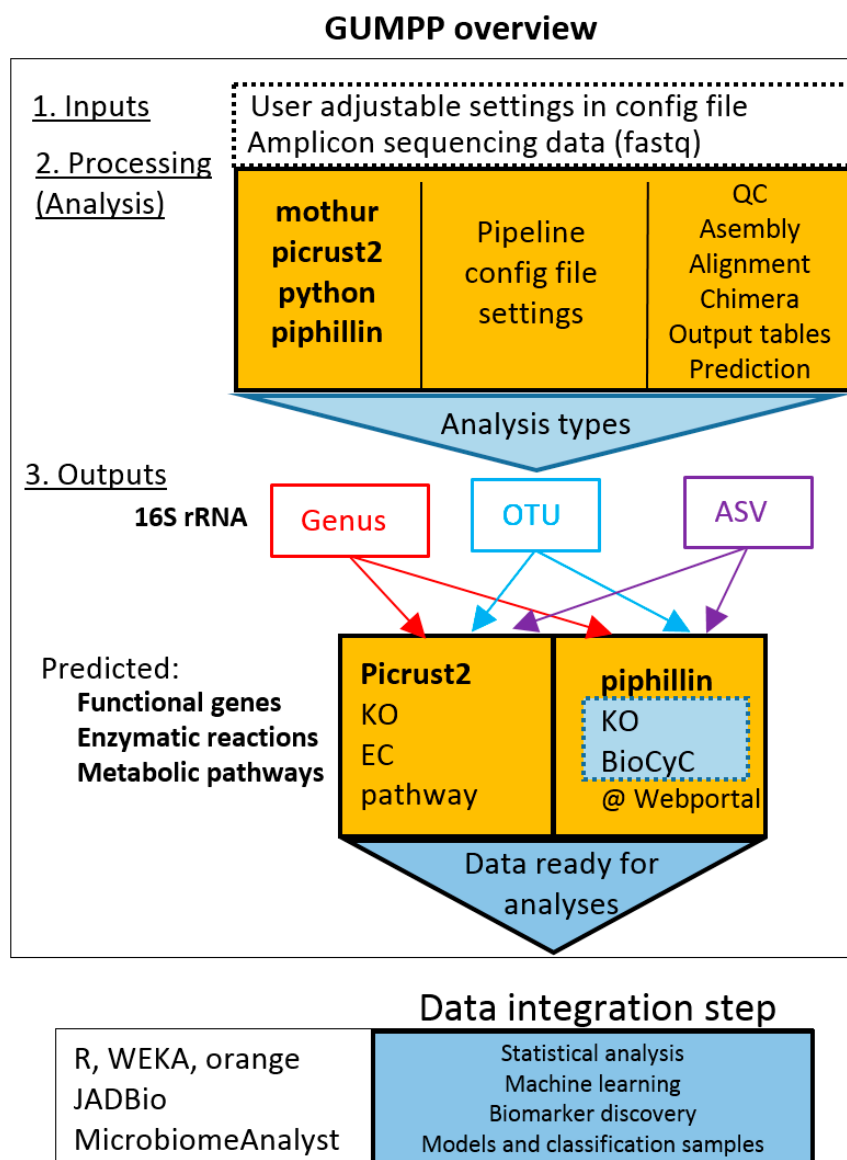 GUMPP overview
1. Inputs
User adjustable settings in config file
Amplicon sequencing data (fastq)
2. Processing
(Analysis)
mothur
picrust2
python
piphillin
Pipeline
config file
settings
QC
Asembly
Alignment
Chimera
Output tables
Prediction
Analysis types
3. Outputs
16S rRNA
Genus
OTU
ASV
Predicted:
Functional genes
Enzymatic reactions
Metabolic pathways
Picrust2
KO
EC
pathway
piphillin
KO
BioCyC
@ Webportal
Data ready for
analyses
Data integration step
R, WEKA, orange
JADBio
MicrobiomeAnalyst
Statistical analysis
Machine learning
Biomarker discovery
Models and classification samples